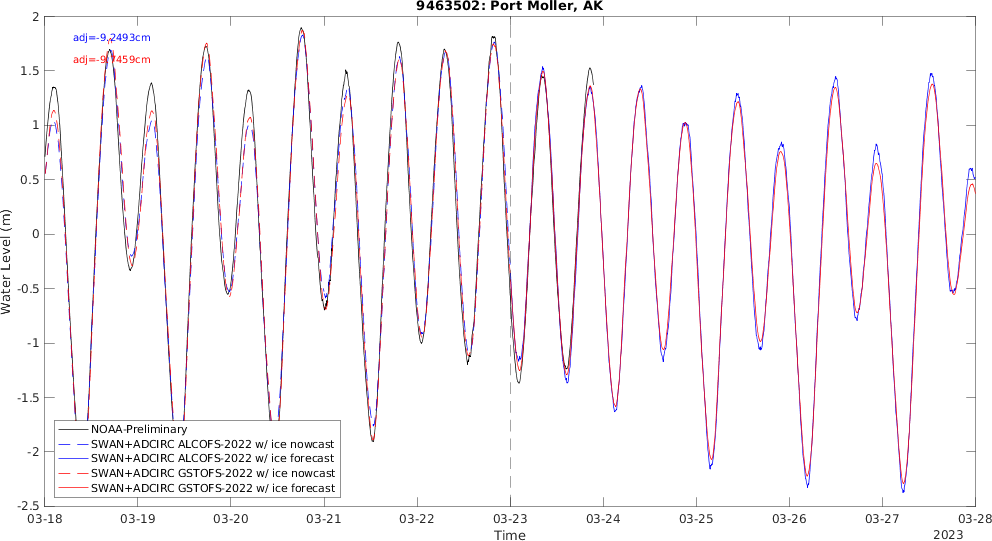 9463502: Port Moller, AK
adj=-9.2493cm
adj=-9.7459cm
Water Level (m)
2
1.5
1
0.5
0
-0.5
-1
-1.5
-2
-2.5
NOAA-Preliminary
SWAN+ADCIRC ALCOFS-2022 w/ ice nowcast
SWAN+ADCIRC ALCOFS-2022 w/ ice forecast
SWAN+ADCIRC GSTOFS-2022 w/ ice nowcast
SWAN+ADCIRC GSTOFS-2022 w/ ice forecast
03-18 03-19 03-20 03-21 03-22 03-23 03-24 03-25 03-26 03-27 03-28
Time
2023